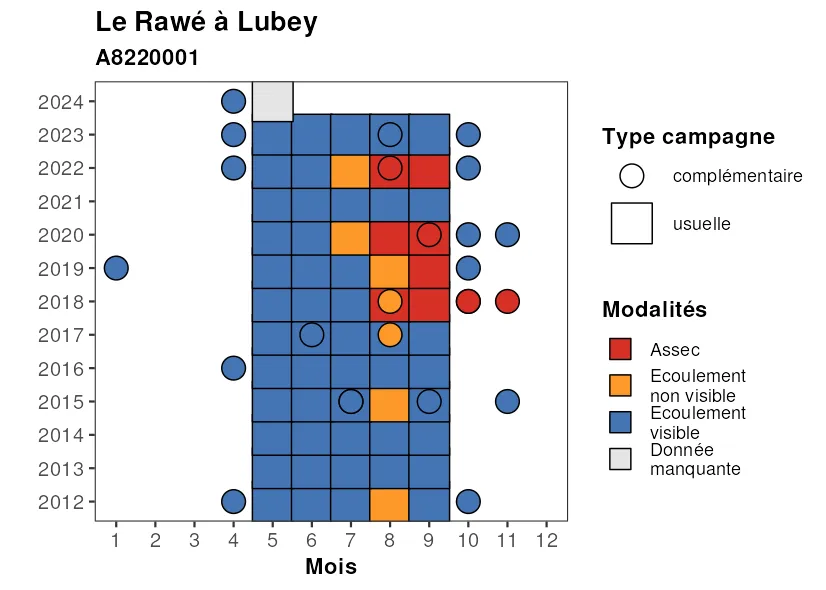 Le Rawé à Lubey
A8220001
2024
2023
2022
2021
2020
2019
2018
2017
2016
2015
2014
2013
2012
1 2 3 4 5 6 7 8 9 10 11 12
Mois
Type campagne
complémentaire
usuelle
Modalités
Assec
Ecoulement
non visible
Ecoulement
visible
Donnée
manquante